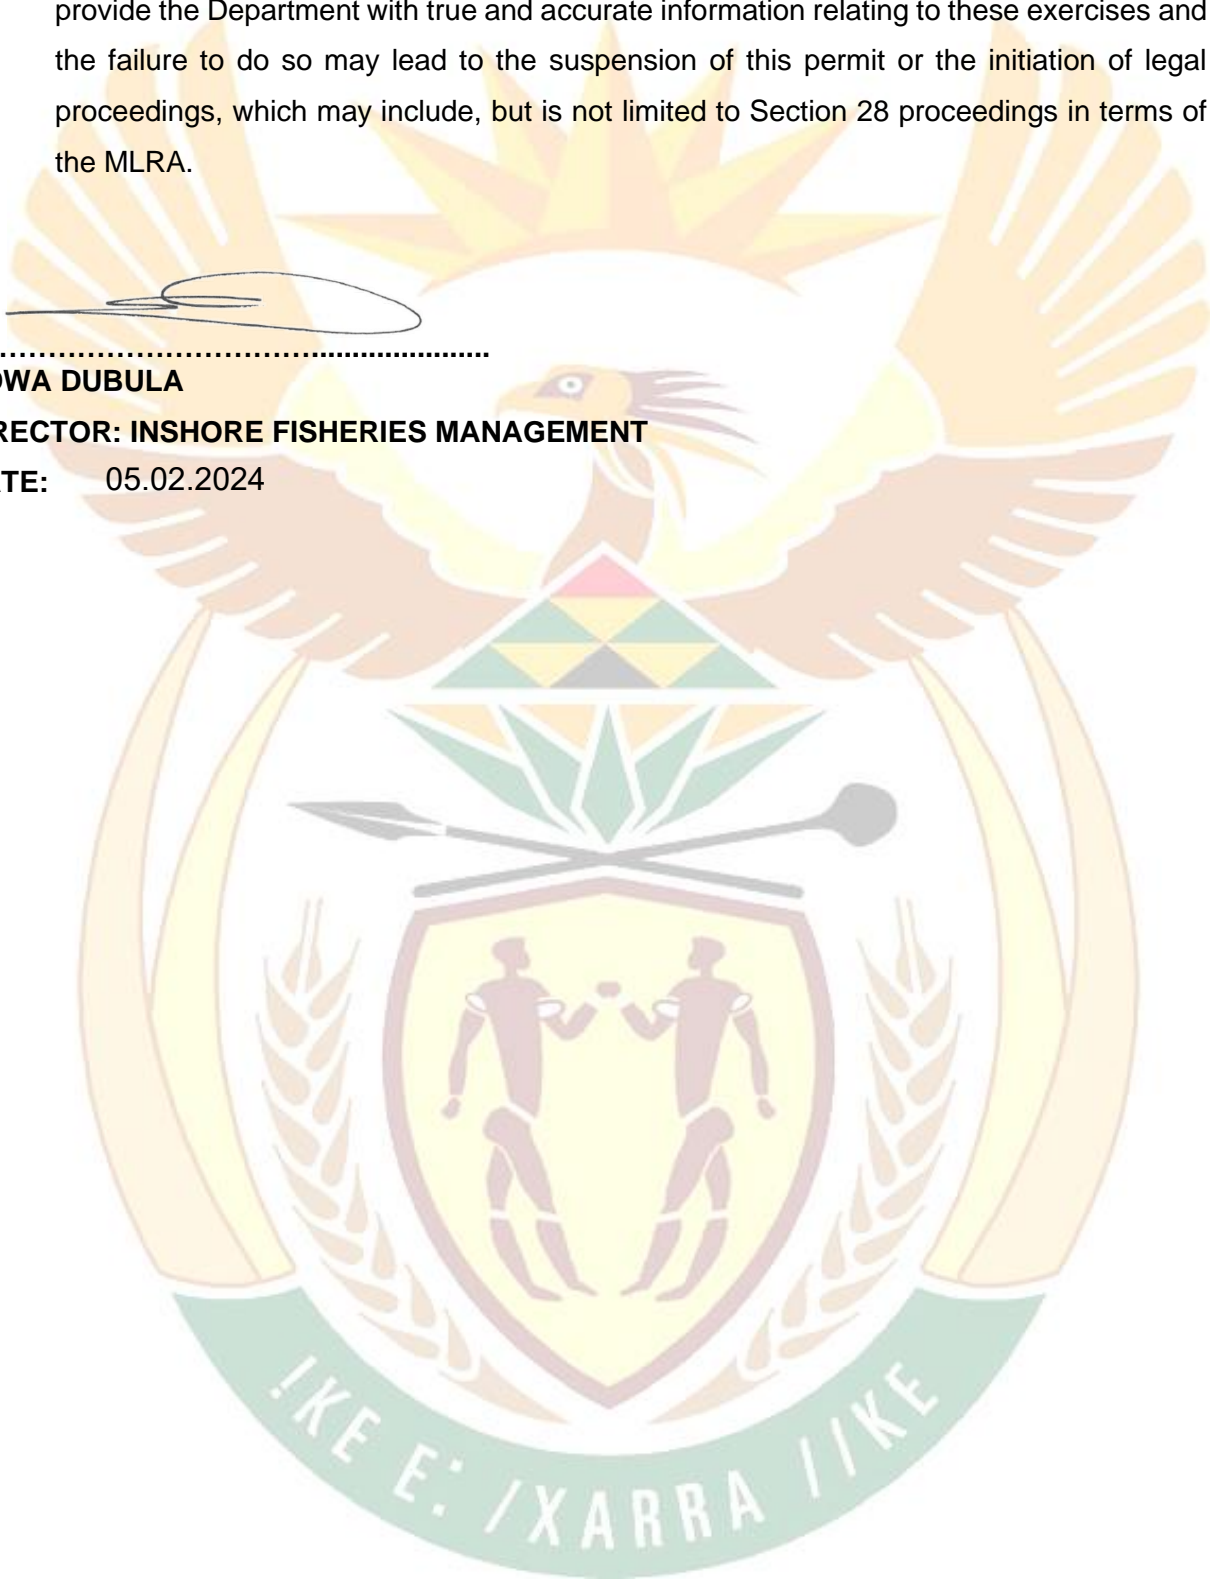 provide the Department with true and accurate information relating to these exercises and
the failure to do so may lead to the suspension of this permit or the initiation of legal
proceedings, which may include, but is not limited to Section 28 proceedings in terms of
the MLRA.
DUBULA
RECTOR: INSHORE FISHERIES MANAGEMENT
TE: 05.02.2024
!KE E: /XARRA //KE